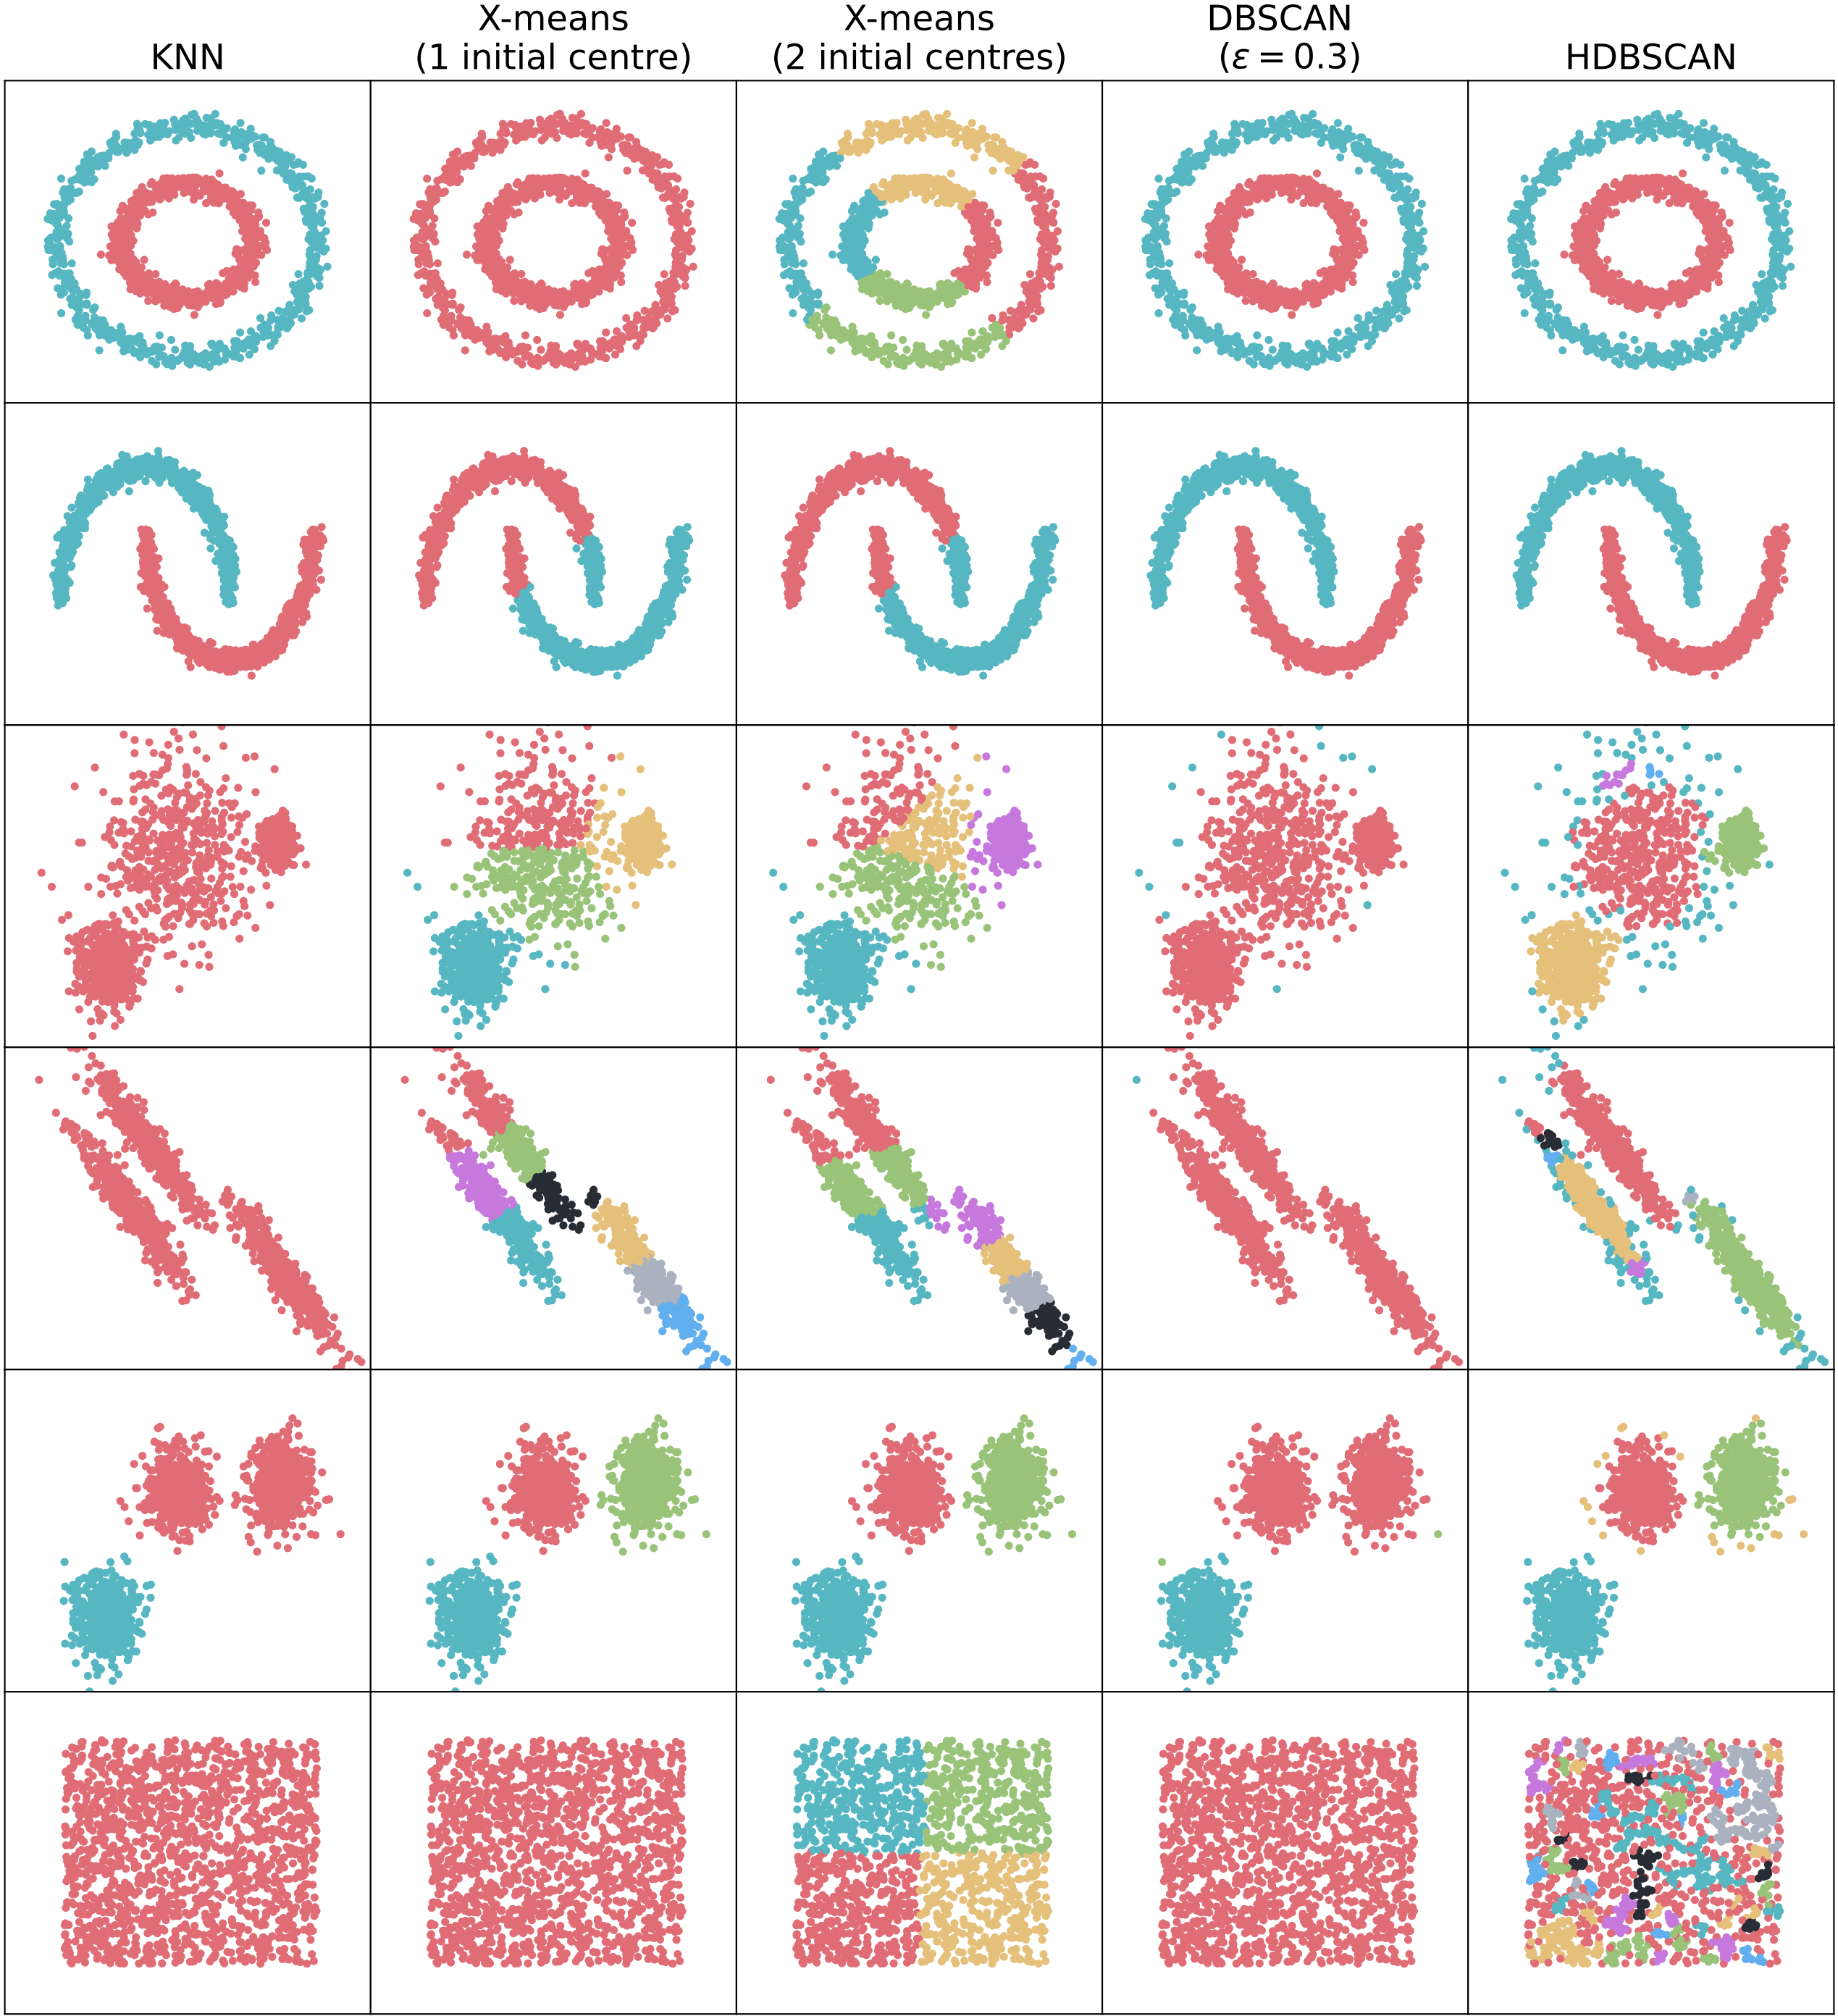 KNN
X-means
(1 initial centre)
X-means
(2 initial centres)
DBSCAN
(ε = 0.3)
HDBSCAN